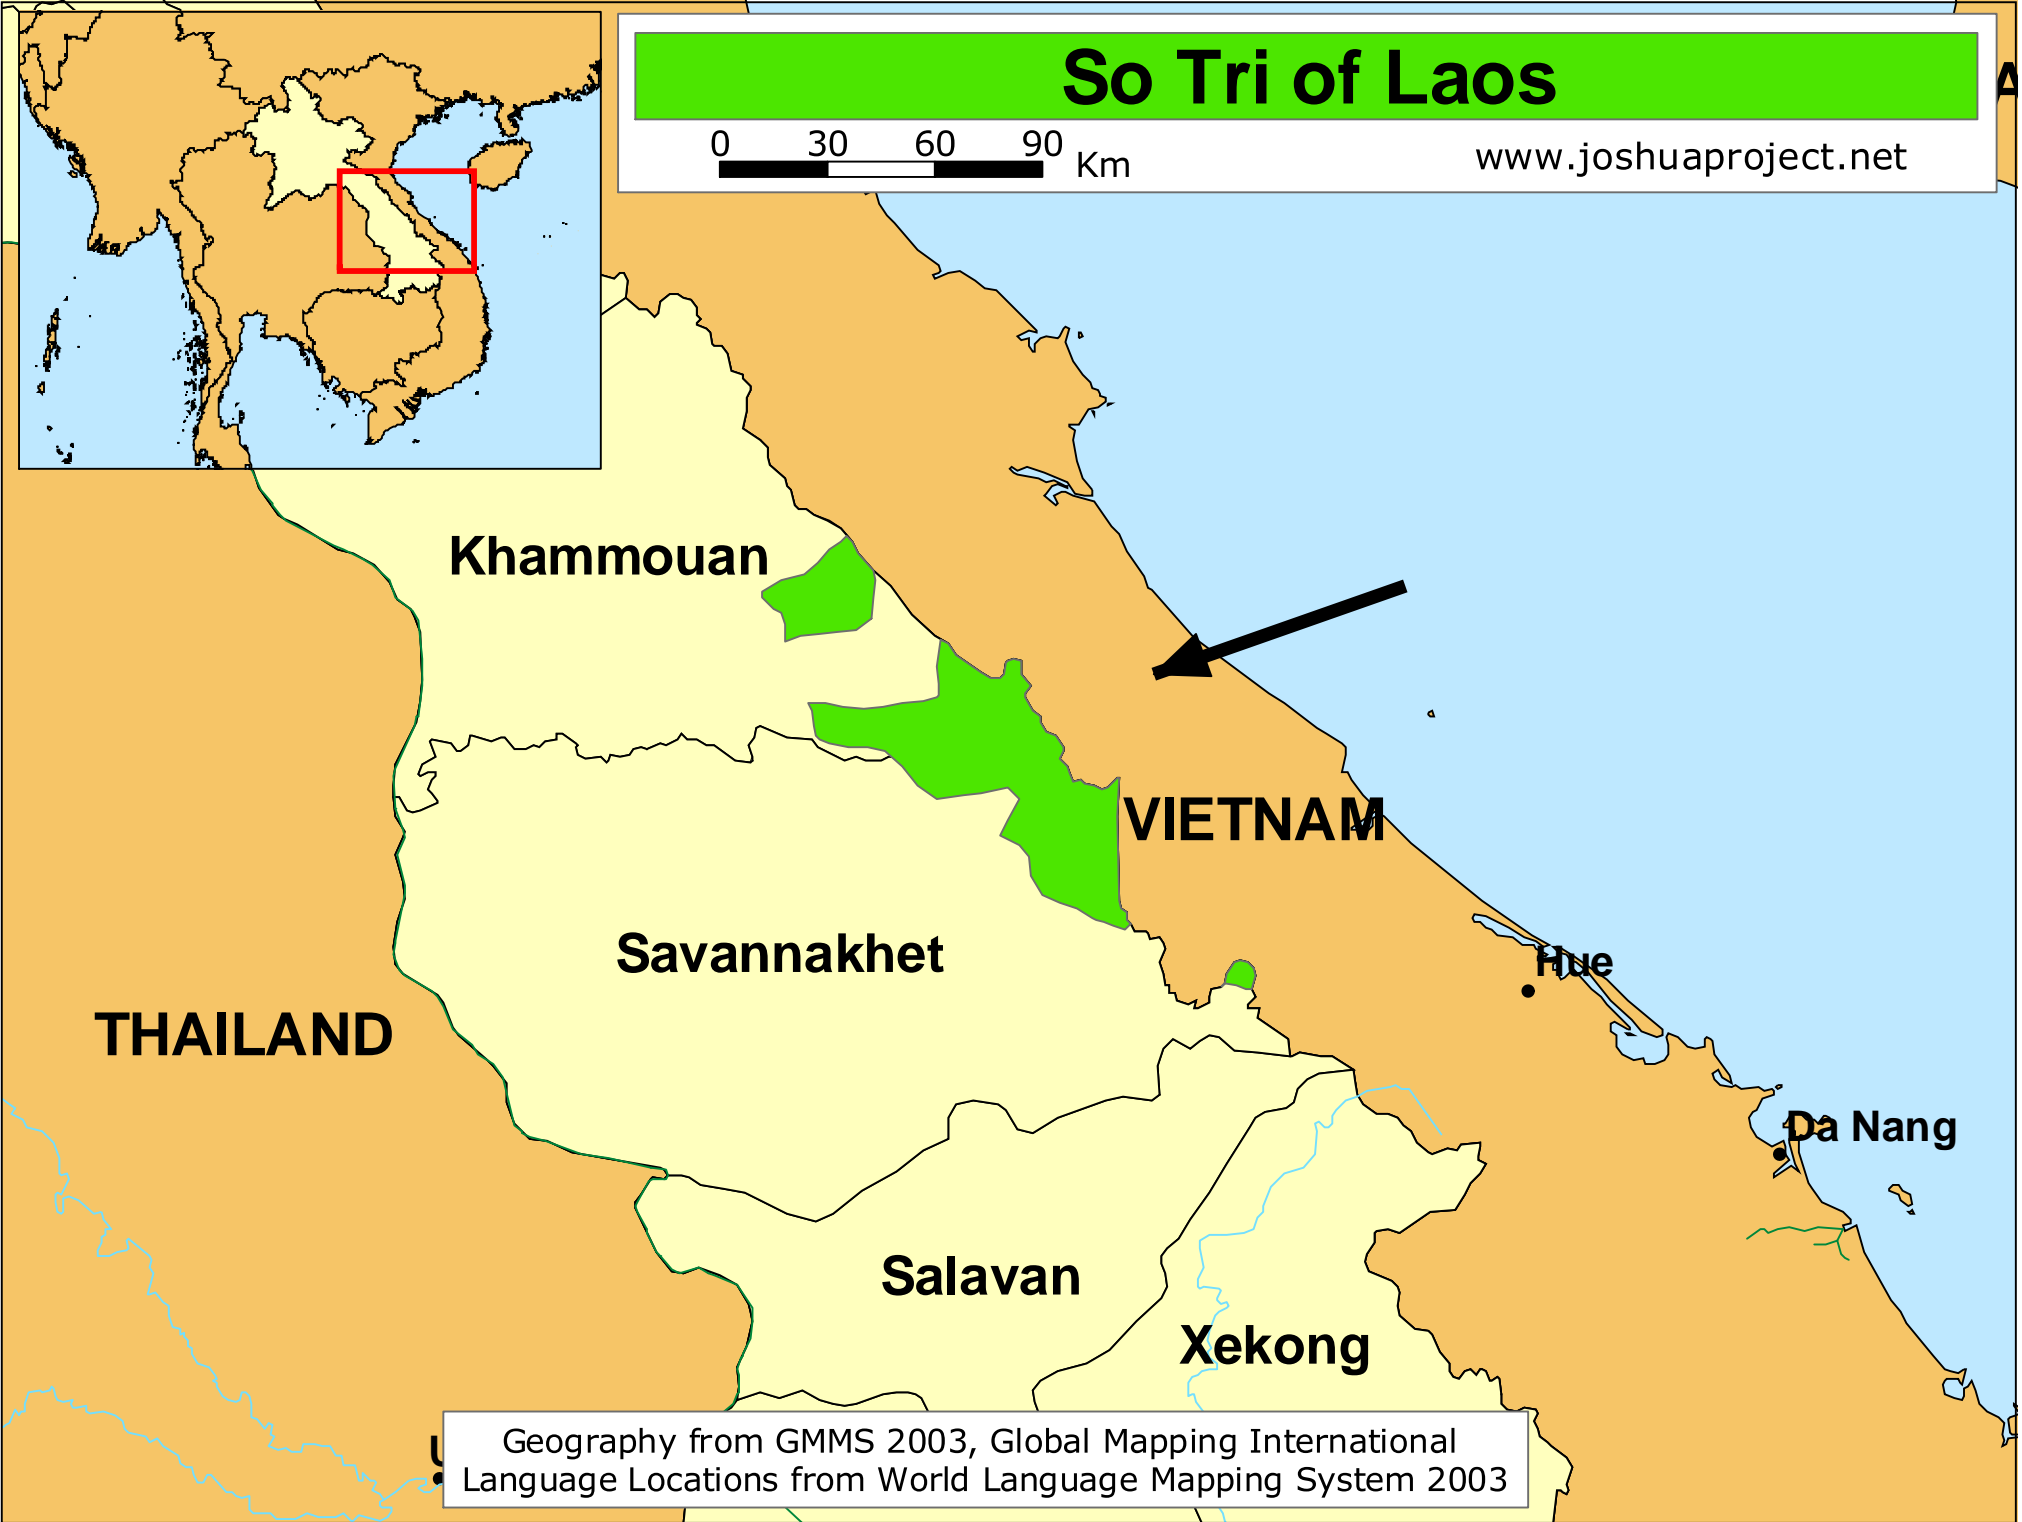 So Tri of Laos
0 30 60 90 Km
www.joshuaproject.net
Khammouan
VIETNAM
Savannakhet
Hue
THAILAND
Da Nang
Salavan
Xekong
Geography from GMMS 2003, Global Mapping International
Language Locations from World Language Mapping System 2003